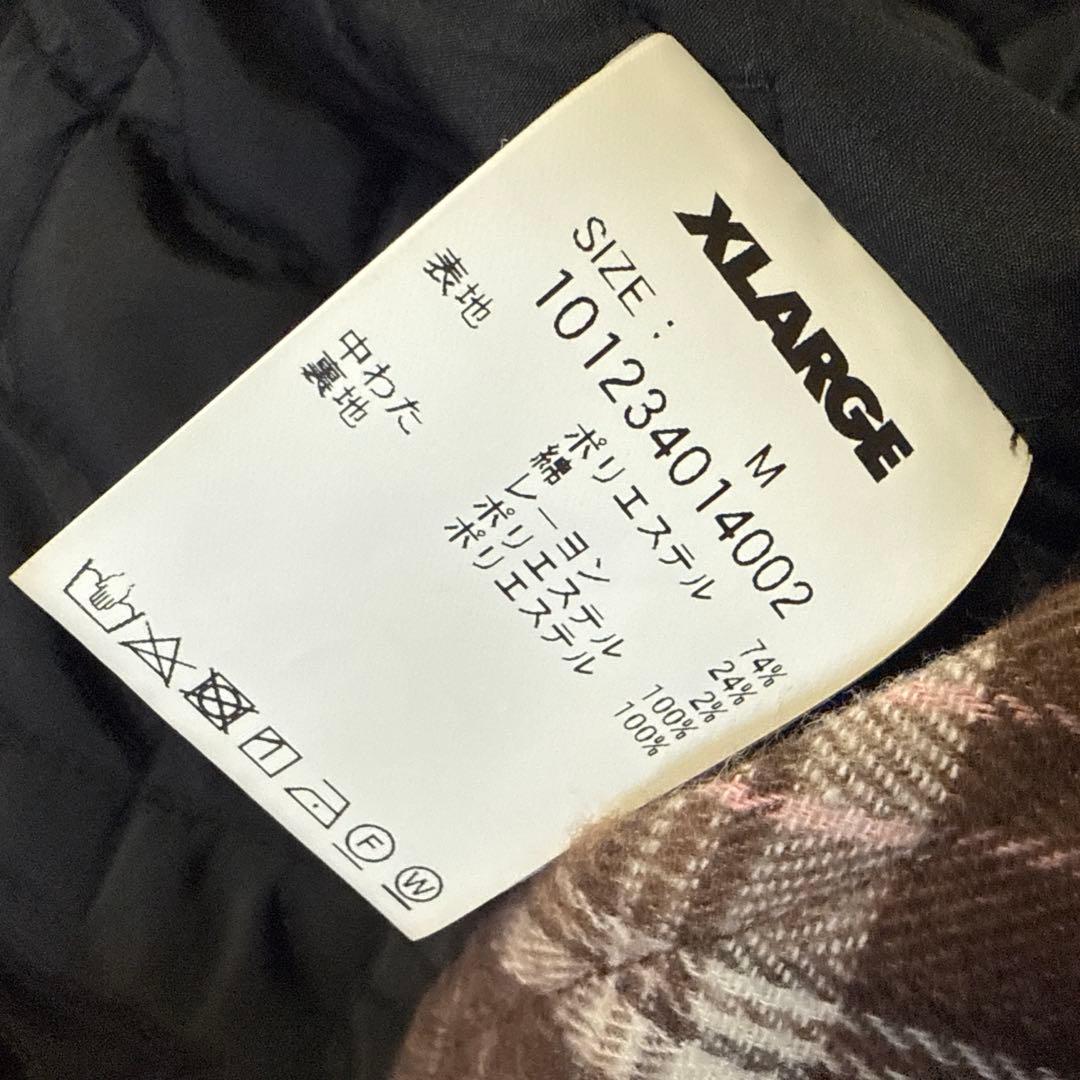 XLARGE
SIZE : M
101234014002
表地 ポリエステル 74%
綿 24%
レーヨン 2%
中わた ポリエステル 100%
裏地 ポリエステル 100%
F W